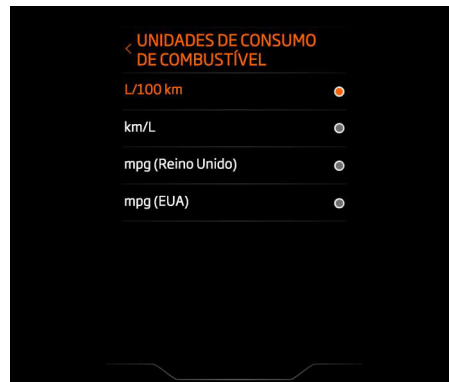 UNIDADES DE CONSUMO
DE COMBUSTÍVEL
L/100 km
km/L
mpg (Reino Unido)
mpg (EUA)